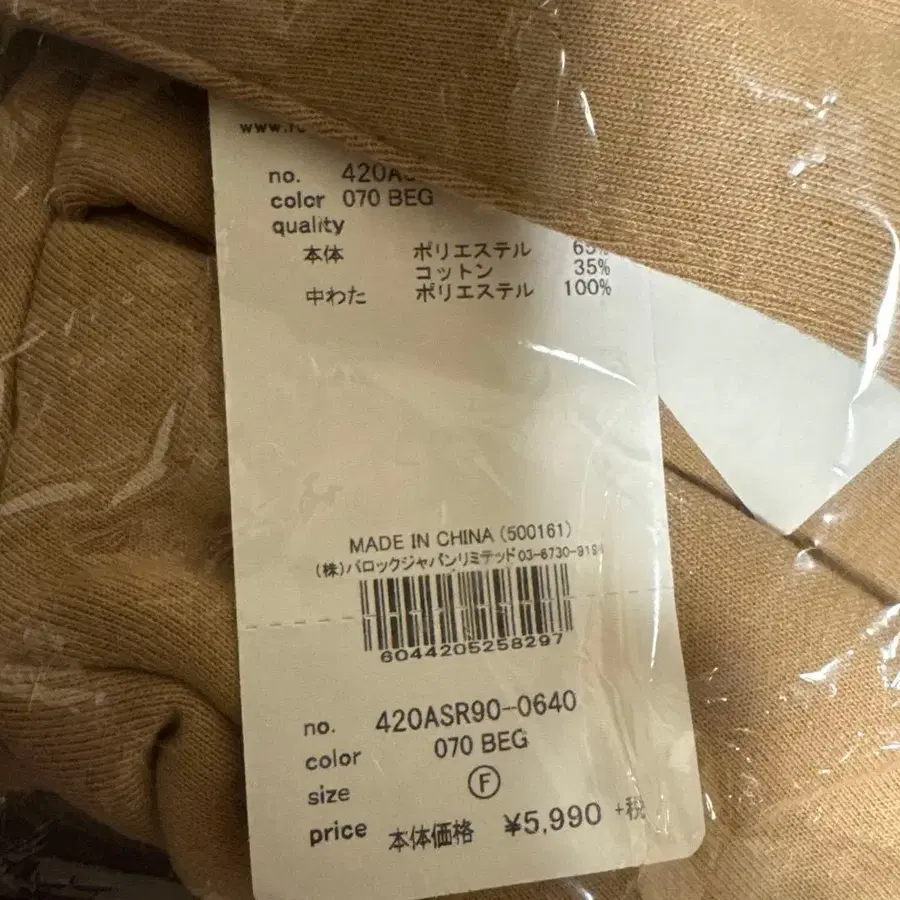 no. 420A
color 070 BEG
quality
本体 ポリエステル 65%
コットン 35%
中わた ポリエステル 100%
MADE IN CHINA (500161)
(株)バロックジャパンリミテッド 03-6730-919
6044205258297
no. 420ASR90-0640
color 070 BEG
size F
price 本体価格 ¥5,990 +税